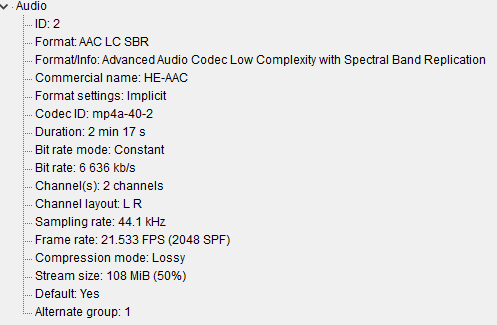 Audio
ID: 2
Format: AAC LC SBR
Format/Info: Advanced Audio Codec Low Complexity with Spectral Band Replication
Commercial name: HE-AAC
Format settings: Implicit
Codec ID: mp4a-40-2
Duration: 2 min 17 s
Bit rate mode: Constant
Bit rate: 6 636 kb/s
Channel(s): 2 channels
Channel layout: L R
Sampling rate: 44.1 kHz
Frame rate: 21.533 FPS (2048 SPF)
Compression mode: Lossy
Stream size: 108 MiB (50%)
Default: Yes
Alternate group: 1